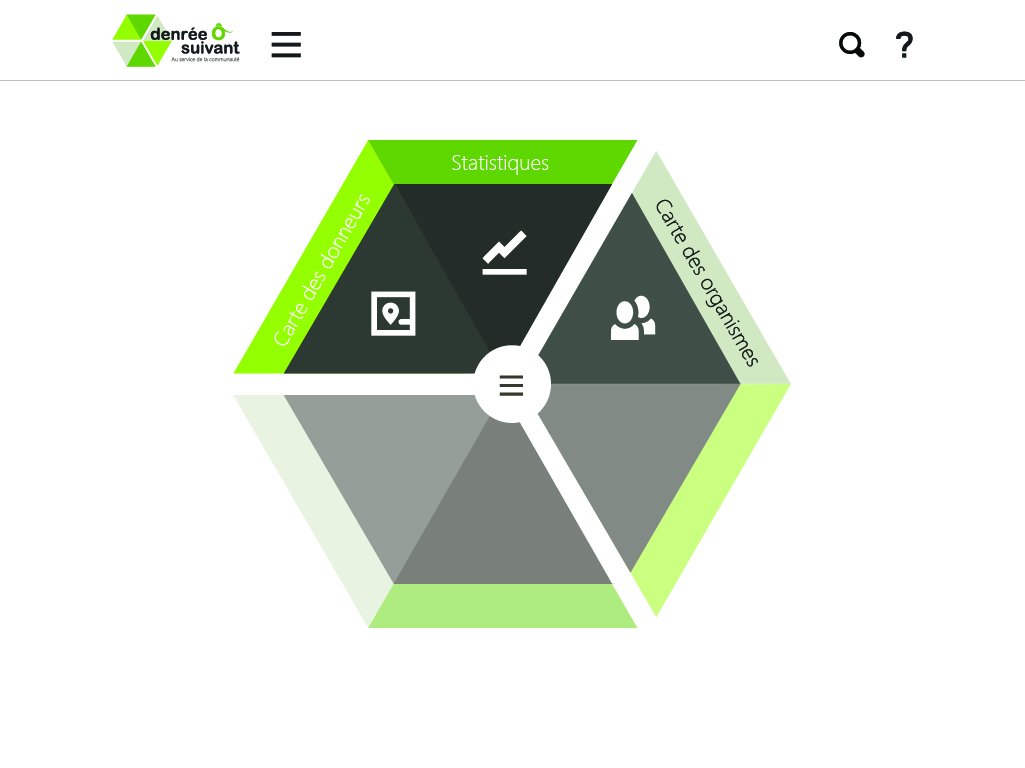 denrée Ô
suivant
Au service de la communauté
?
Statistiques
Carte des donneurs
Carte des organismes